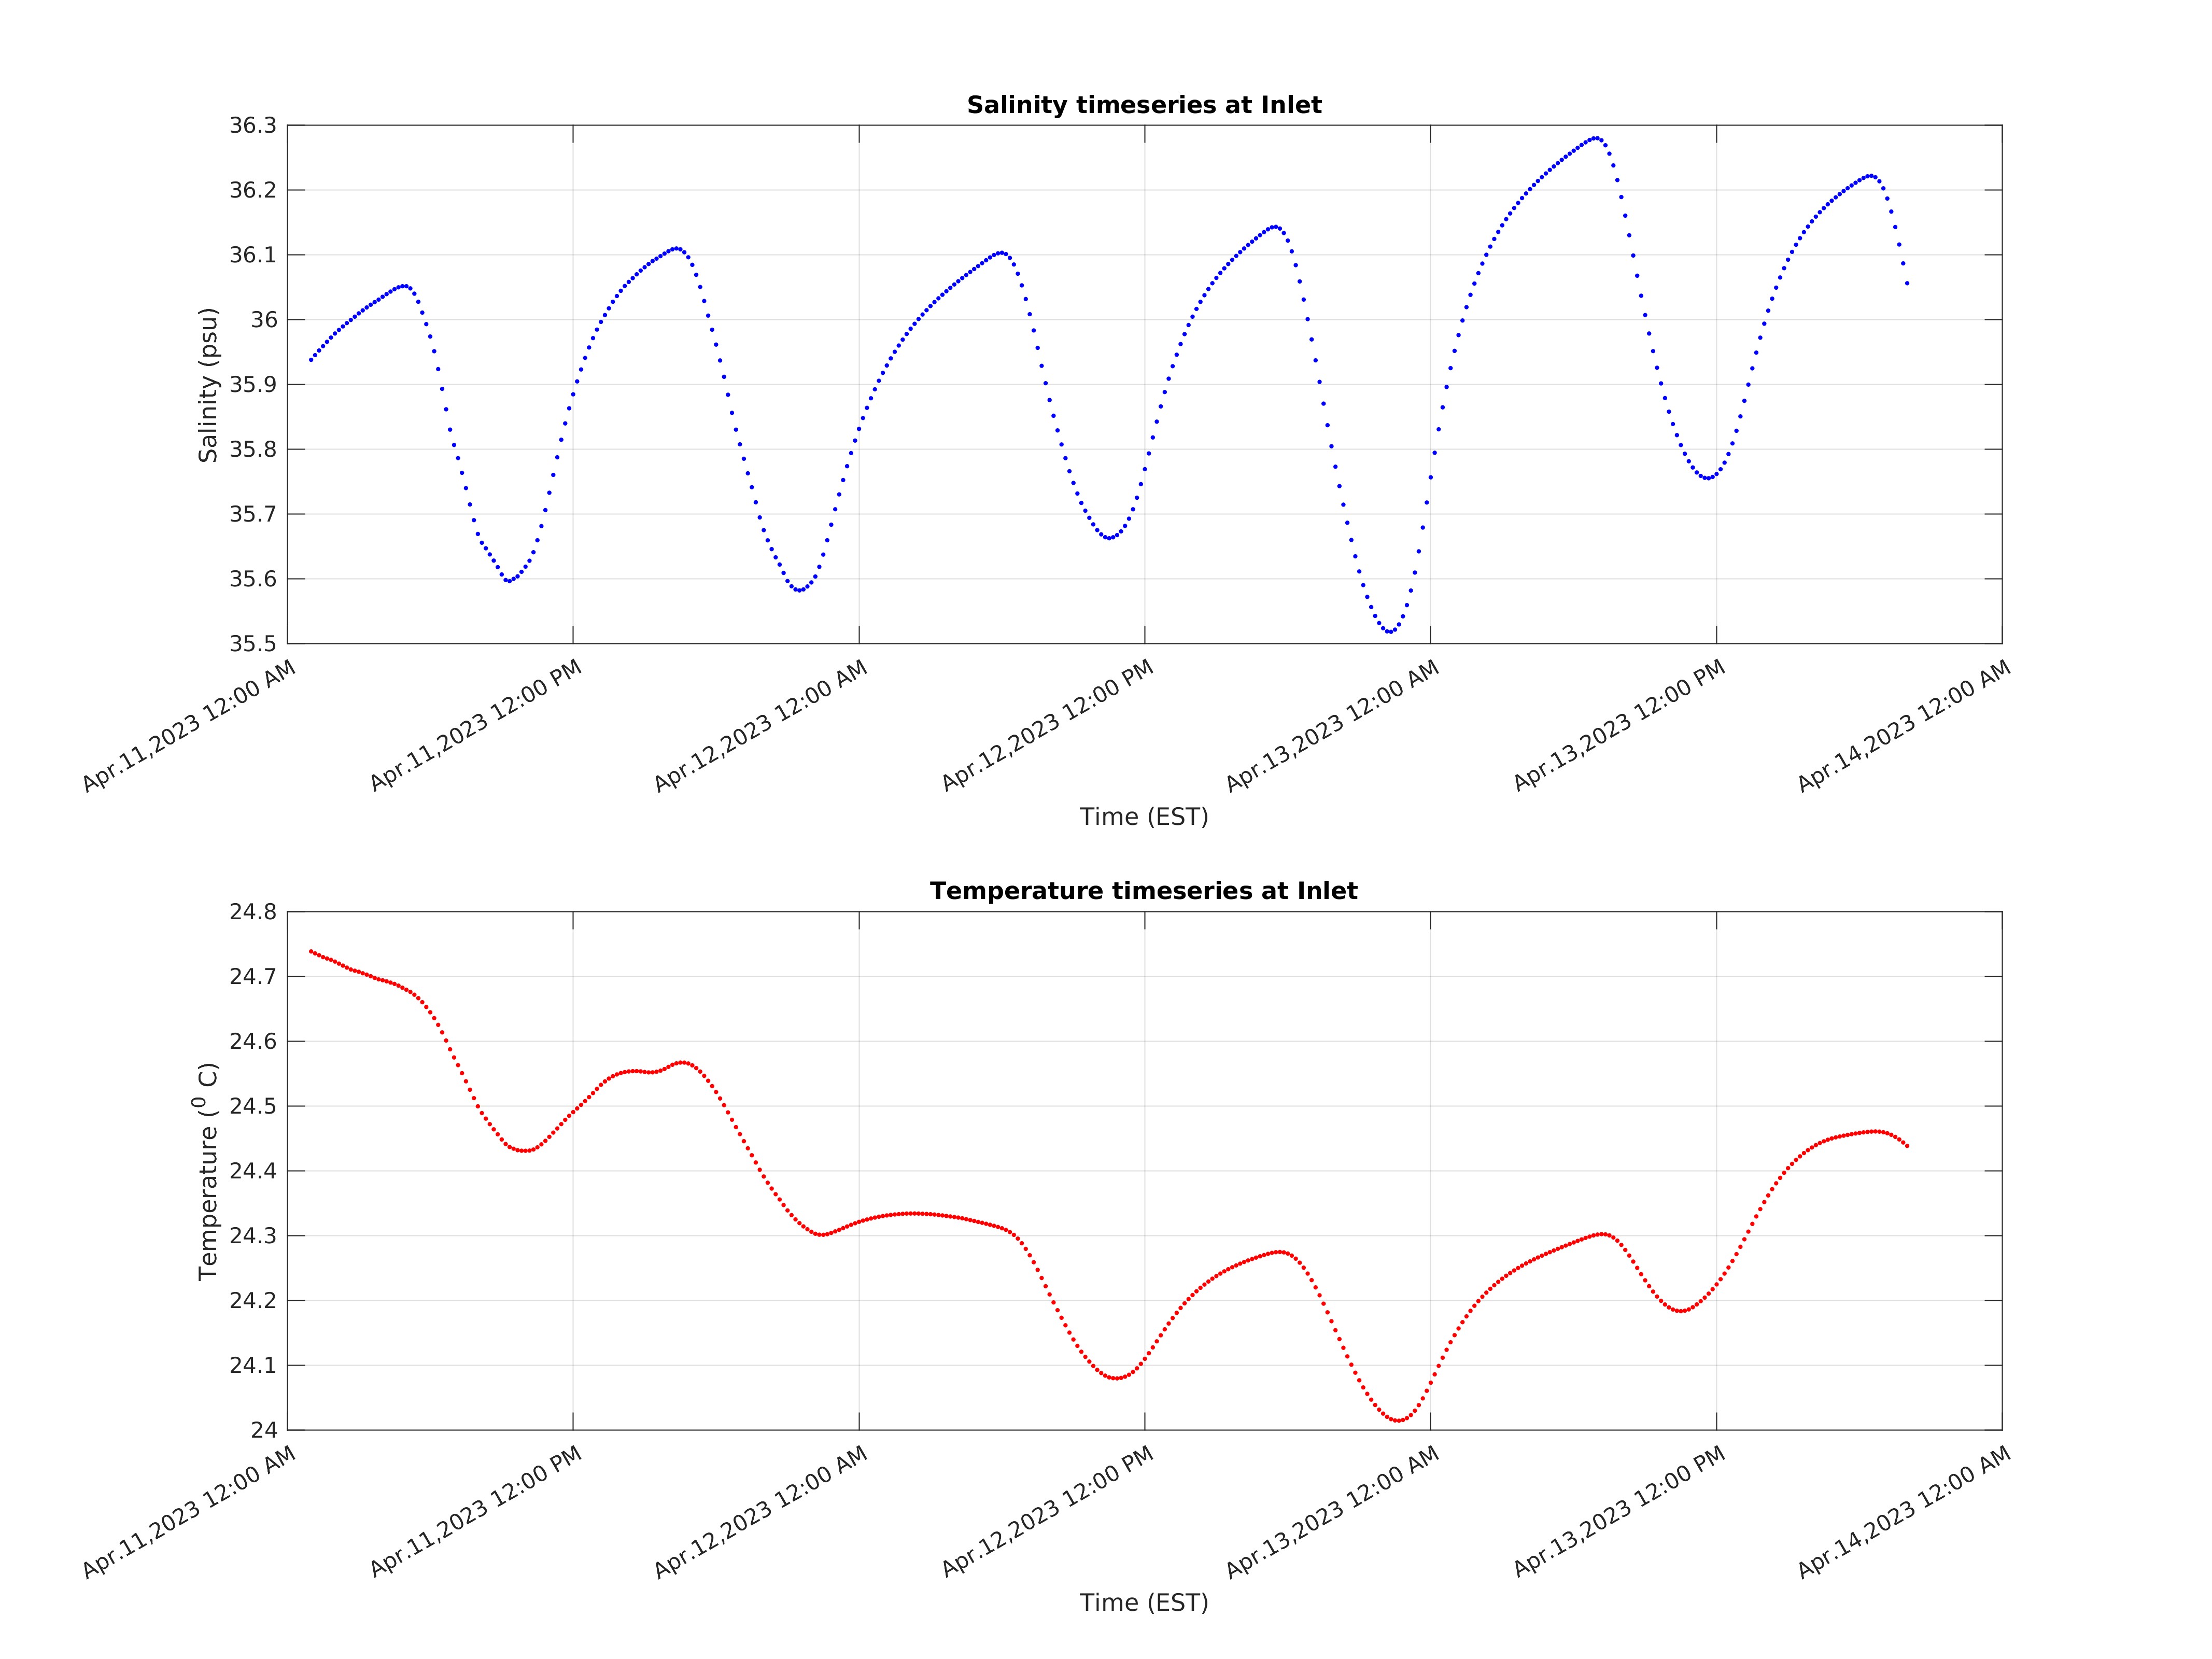 Salinity timeseries at Inlet
Salinity (psu)
36.3
36.2
36.1
36
35.9
35.8
35.7
35.6
35.5
Apr.11,2023 12:00 AM
Apr.11,2023 12:00 PM
Apr.12,2023 12:00 AM
Apr.12,2023 12:00 PM
Apr.13,2023 12:00 AM
Apr.13,2023 12:00 PM
Apr.14,2023 12:00 AM
Time (EST)
Temperature timeseries at Inlet
Temperature (⁰ C)
24.8
24.7
24.6
24.5
24.4
24.3
24.2
24.1
24
Apr.11,2023 12:00 AM
Apr.11,2023 12:00 PM
Apr.12,2023 12:00 AM
Apr.12,2023 12:00 PM
Apr.13,2023 12:00 AM
Apr.13,2023 12:00 PM
Apr.14,2023 12:00 AM
Time (EST)